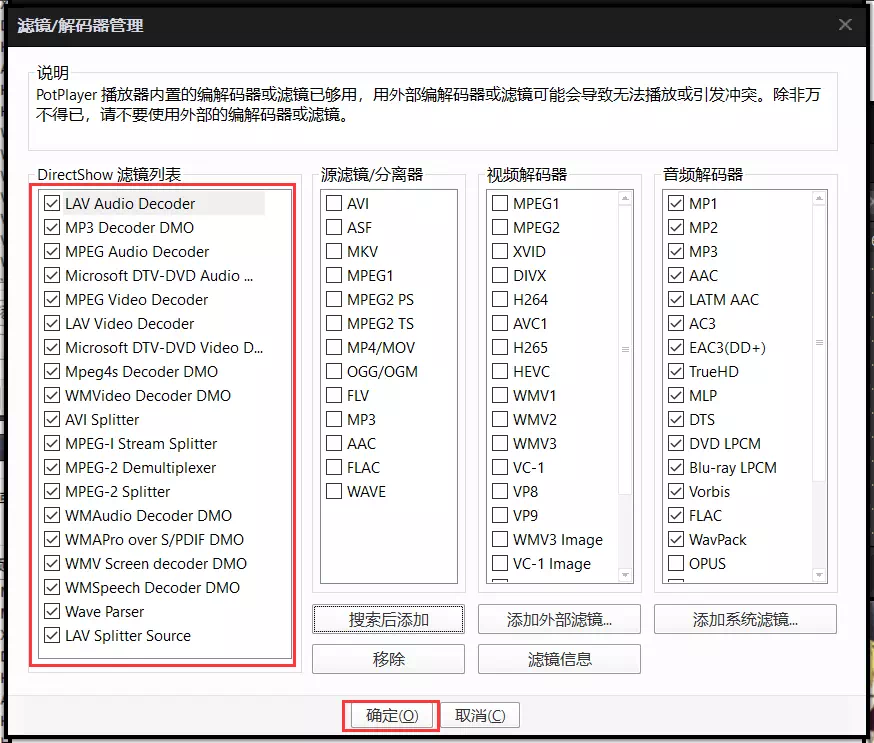 滤镜/解码器管理
说明
PotPlayer 播放器内置的编解码器或滤镜已够用，用外部编解码器或滤镜可能会导致无法播放或引发冲突。除非万
不得已，请不要使用外部的编解码器或滤镜。
DirectShow 滤镜列表
LAV Audio Decoder
MP3 Decoder DMO
MPEG Audio Decoder
Microsoft DTV-DVD Audio ...
MPEG Video Decoder
LAV Video Decoder
Microsoft DTV-DVD Video D...
Mpeg4s Decoder DMO
WMVideo Decoder DMO
AVI Splitter
MPEG-I Stream Splitter
MPEG-2 Demultiplexer
MPEG-2 Splitter
WMAudio Decoder DMO
WMAPro over S/PDIF DMO
WMV Screen decoder DMO
WMSpeech Decoder DMO
Wave Parser
LAV Splitter Source
源滤镜/分离器
AVI
ASF
MKV
MPEG1
MPEG2 PS
MPEG2 TS
MP4/MOV
OGG/OGM
FLV
MP3
AAC
FLAC
WAVE
视频解码器
MPEG1
MPEG2
XVID
DIVX
H264
AVC1
H265
HEVC
WMV1
WMV2
WMV3
VC-1
VP8
VP9
WMV3 Image
VC-1 Image
音频解码器
MP1
MP2
MP3
AAC
LATM AAC
AC3
EAC3(DD+)
TrueHD
MLP
DTS
DVD LPCM
Blu-ray LPCM
Vorbis
FLAC
WavPack
OPUS
搜索后添加
添加外部滤镜...
添加系统滤镜...
移除
滤镜信息
确定(O)
取消(C)